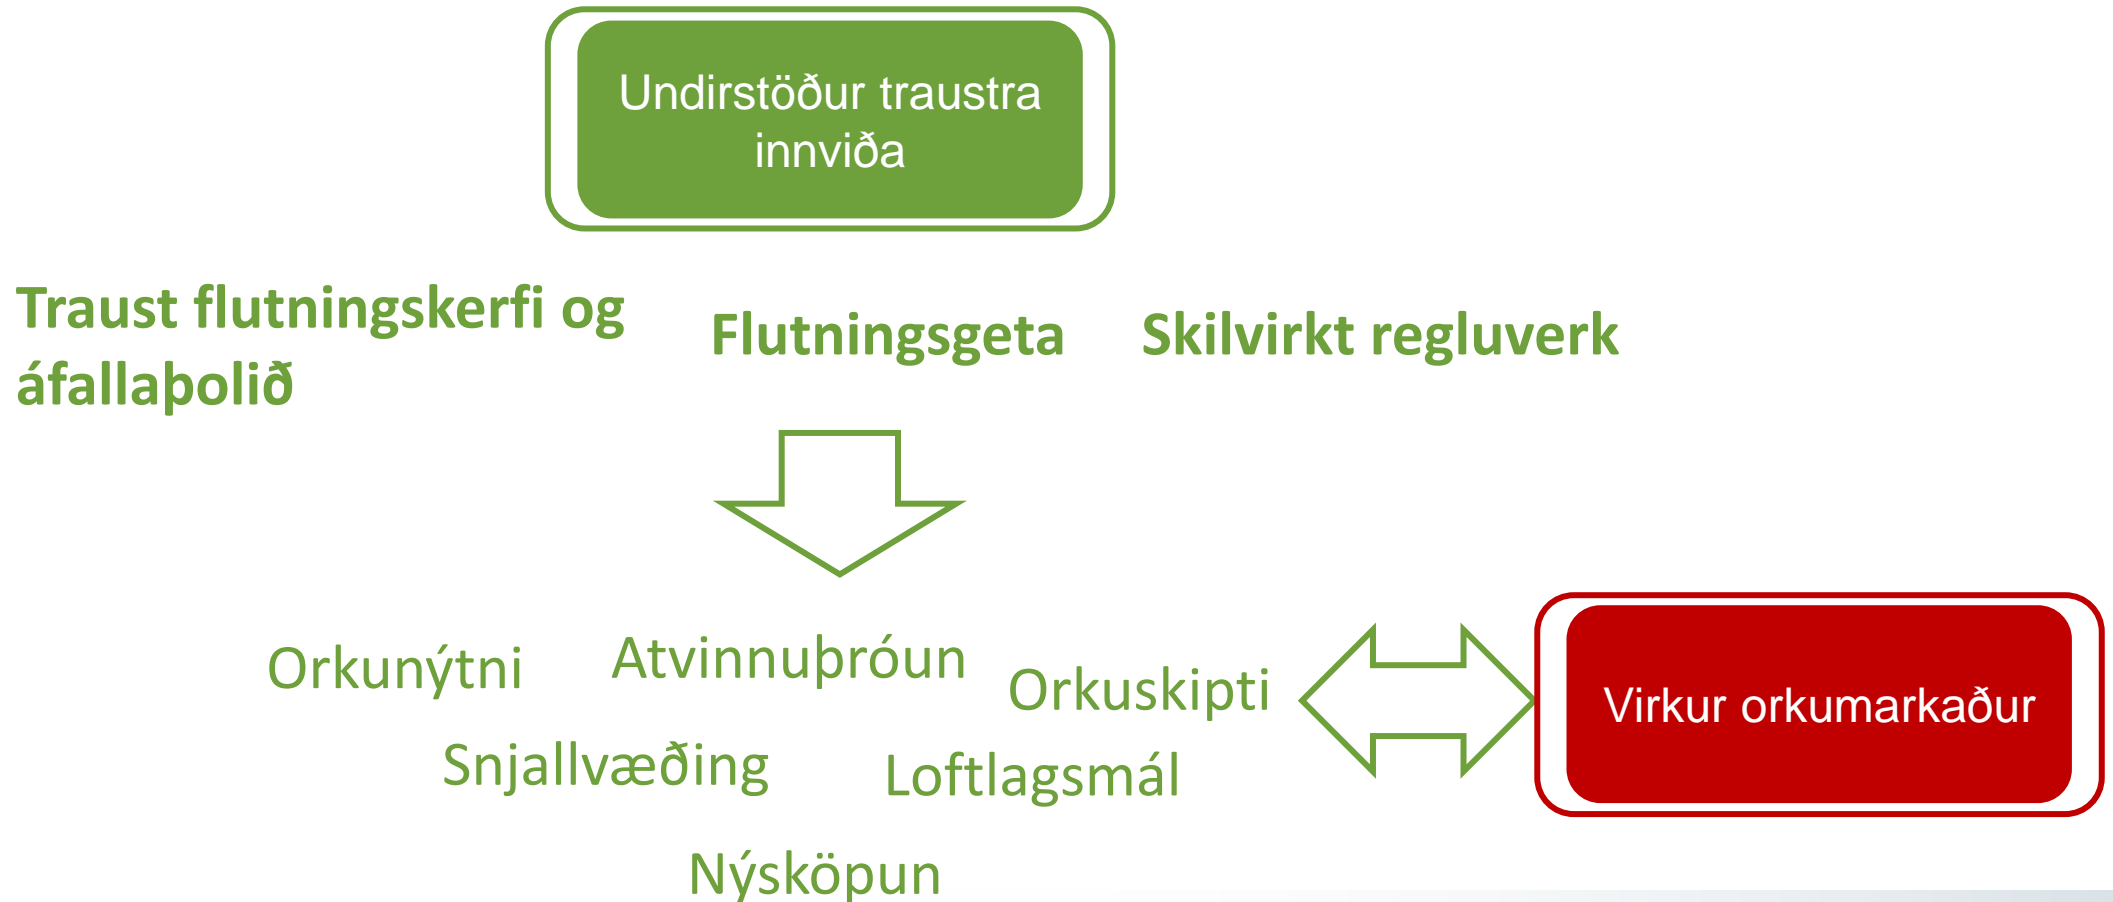 Undirstöður traustra
innviða
Traust flutningskerfi og
áfallaþolið
Flutningsgeta
Skilvirkt regluverk
Orkunýtni
Atvinnuþróun
Orkuskipti
Virkur orkumarkaður
Snjallvæðing
Loftlagsmál
Nýsköpun